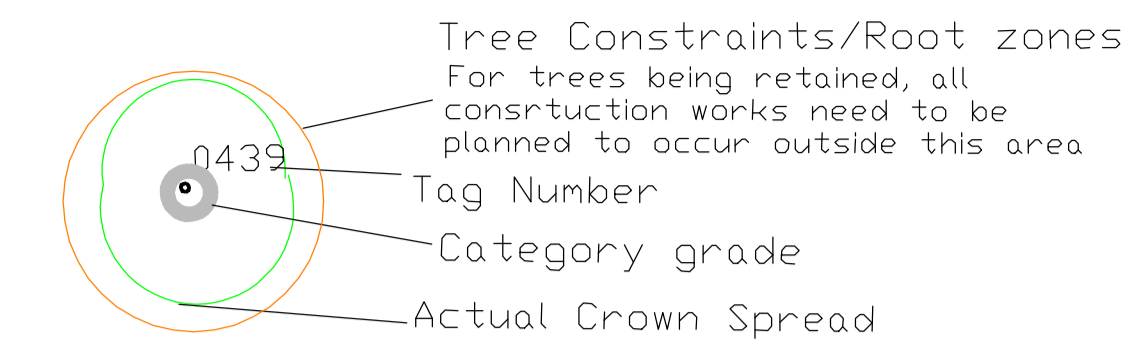 Tree Constraints/Root zones
For trees being retained, all
consrtuction works need to be
planned to occur outside this area
0439
Tag Number
Category grade
Actual Crown Spread